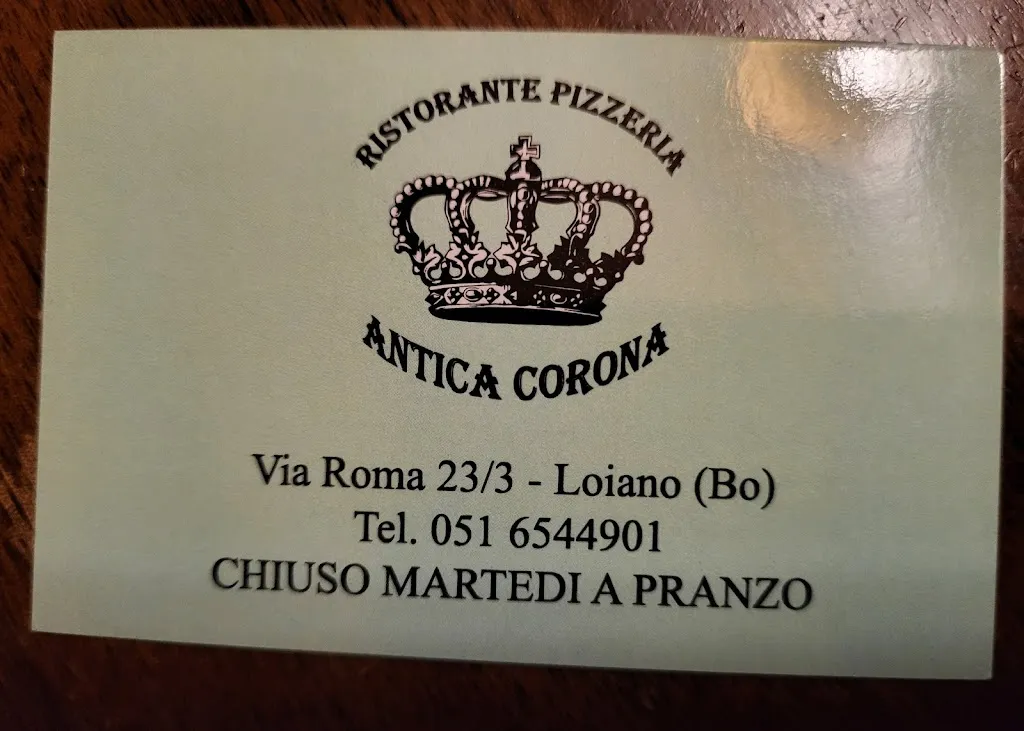 RISTORANTE PIZZERIA
ANTICA CORONA
Via Roma 23/3 - Loiano (Bo)
Tel. 051 6544901
CHIUSO MARTEDI A PRANZO